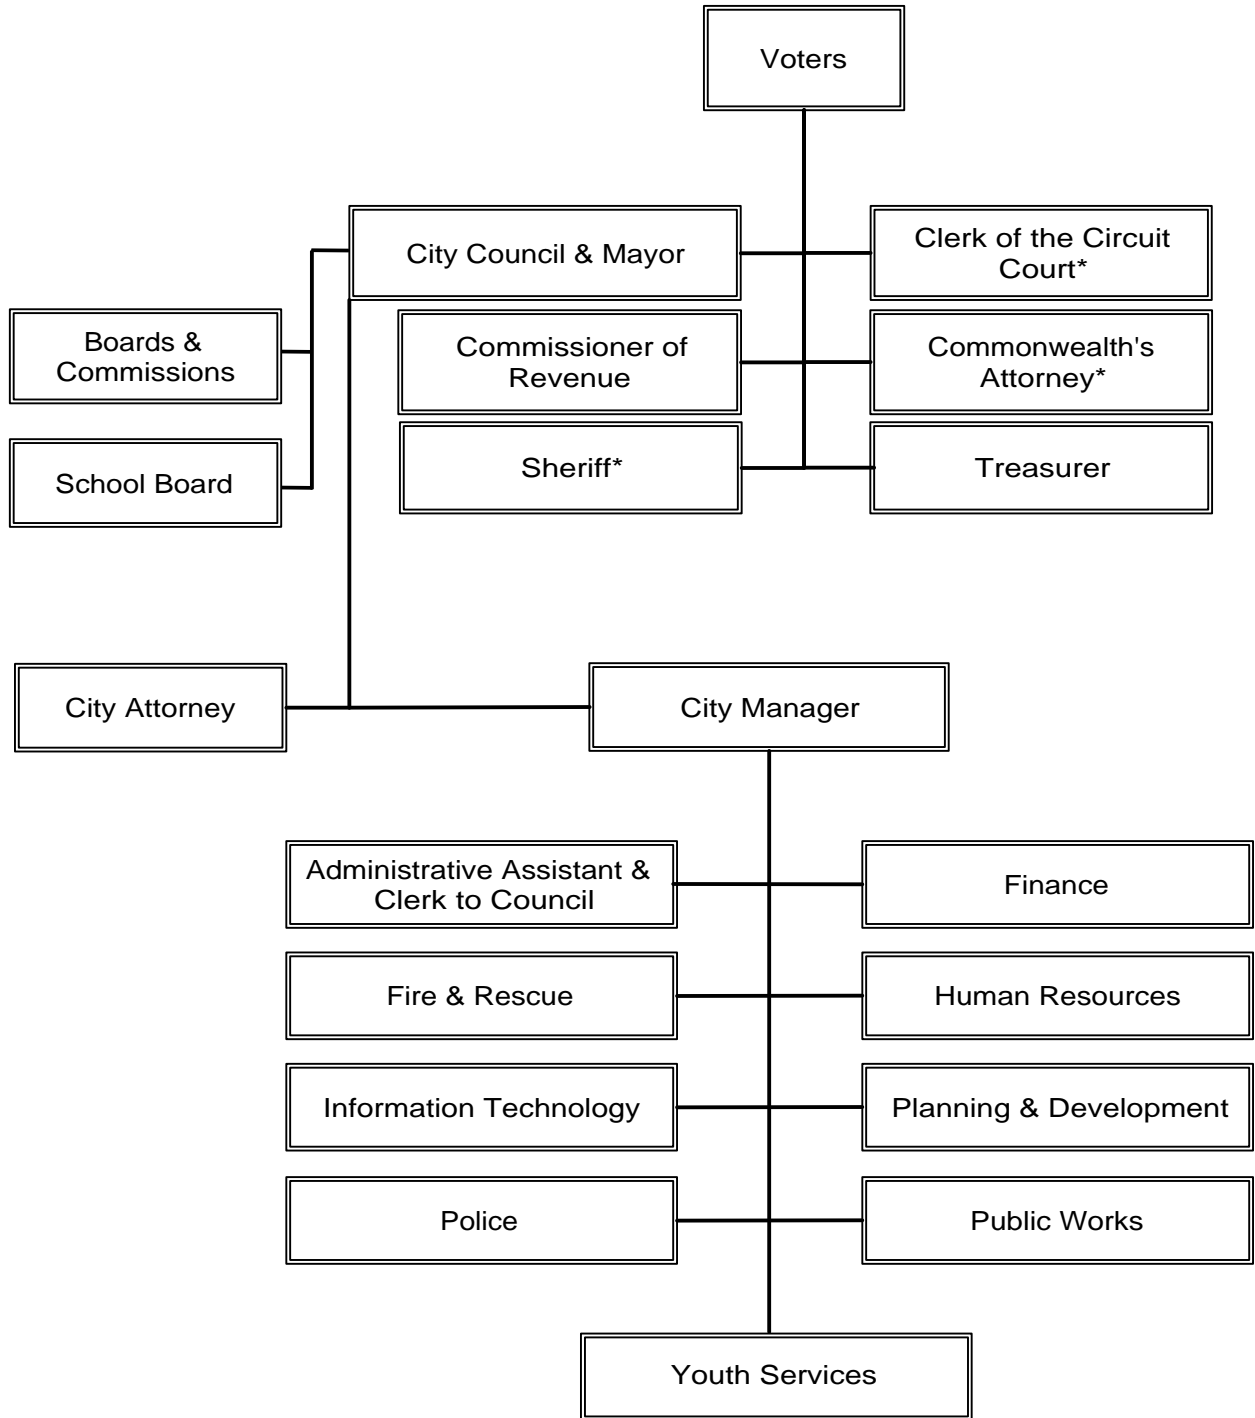 Voters
City Council & Mayor
Clerk of the Circuit
Court*
Boards &
Commissions
Commissioner of
Revenue
Commonwealth's
Attorney*
School Board
Sheriff*
Treasurer
City Attorney
City Manager
Administrative Assistant &
Clerk to Council
Finance
Fire & Rescue
Human Resources
Information Technology
Planning & Development
Police
Public Works
Youth Services